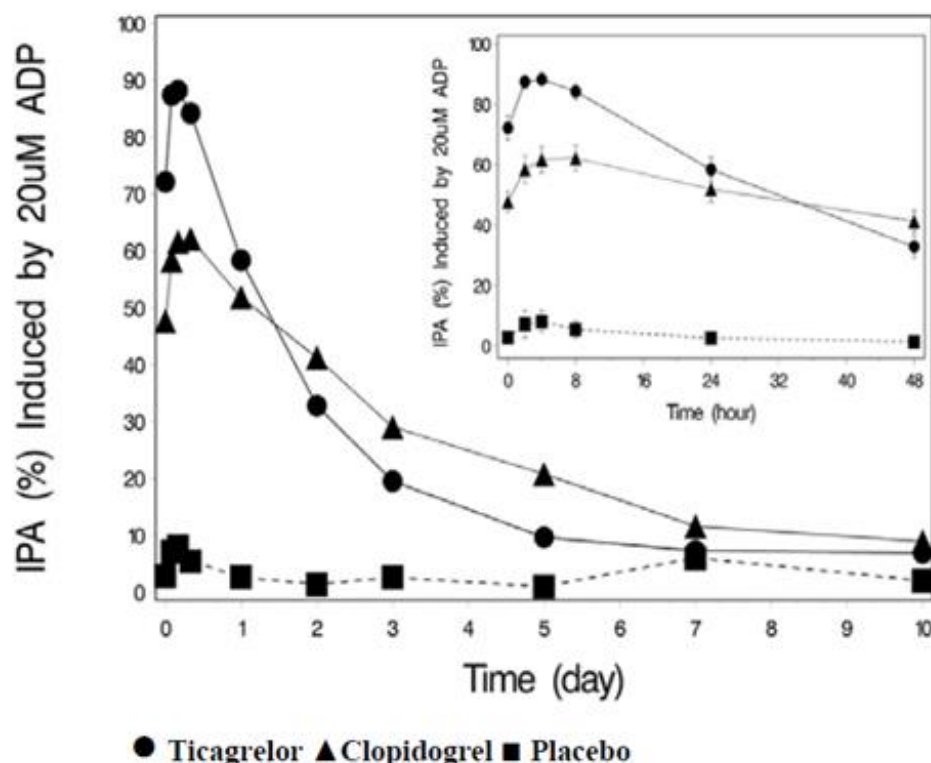 IPA (%) Induced by 20uM ADP
100
90
80
70
60
50
40
30
20
10
0
0 1 2 3 4 5 6 7 8 9 10
Time (day)
IPA (%) Induced by 20uM ADP
100
80
60
40
20
0
0 8 16 24 32 40 48
Time (hour)
Ticagrelor Clopidogrel Placebo